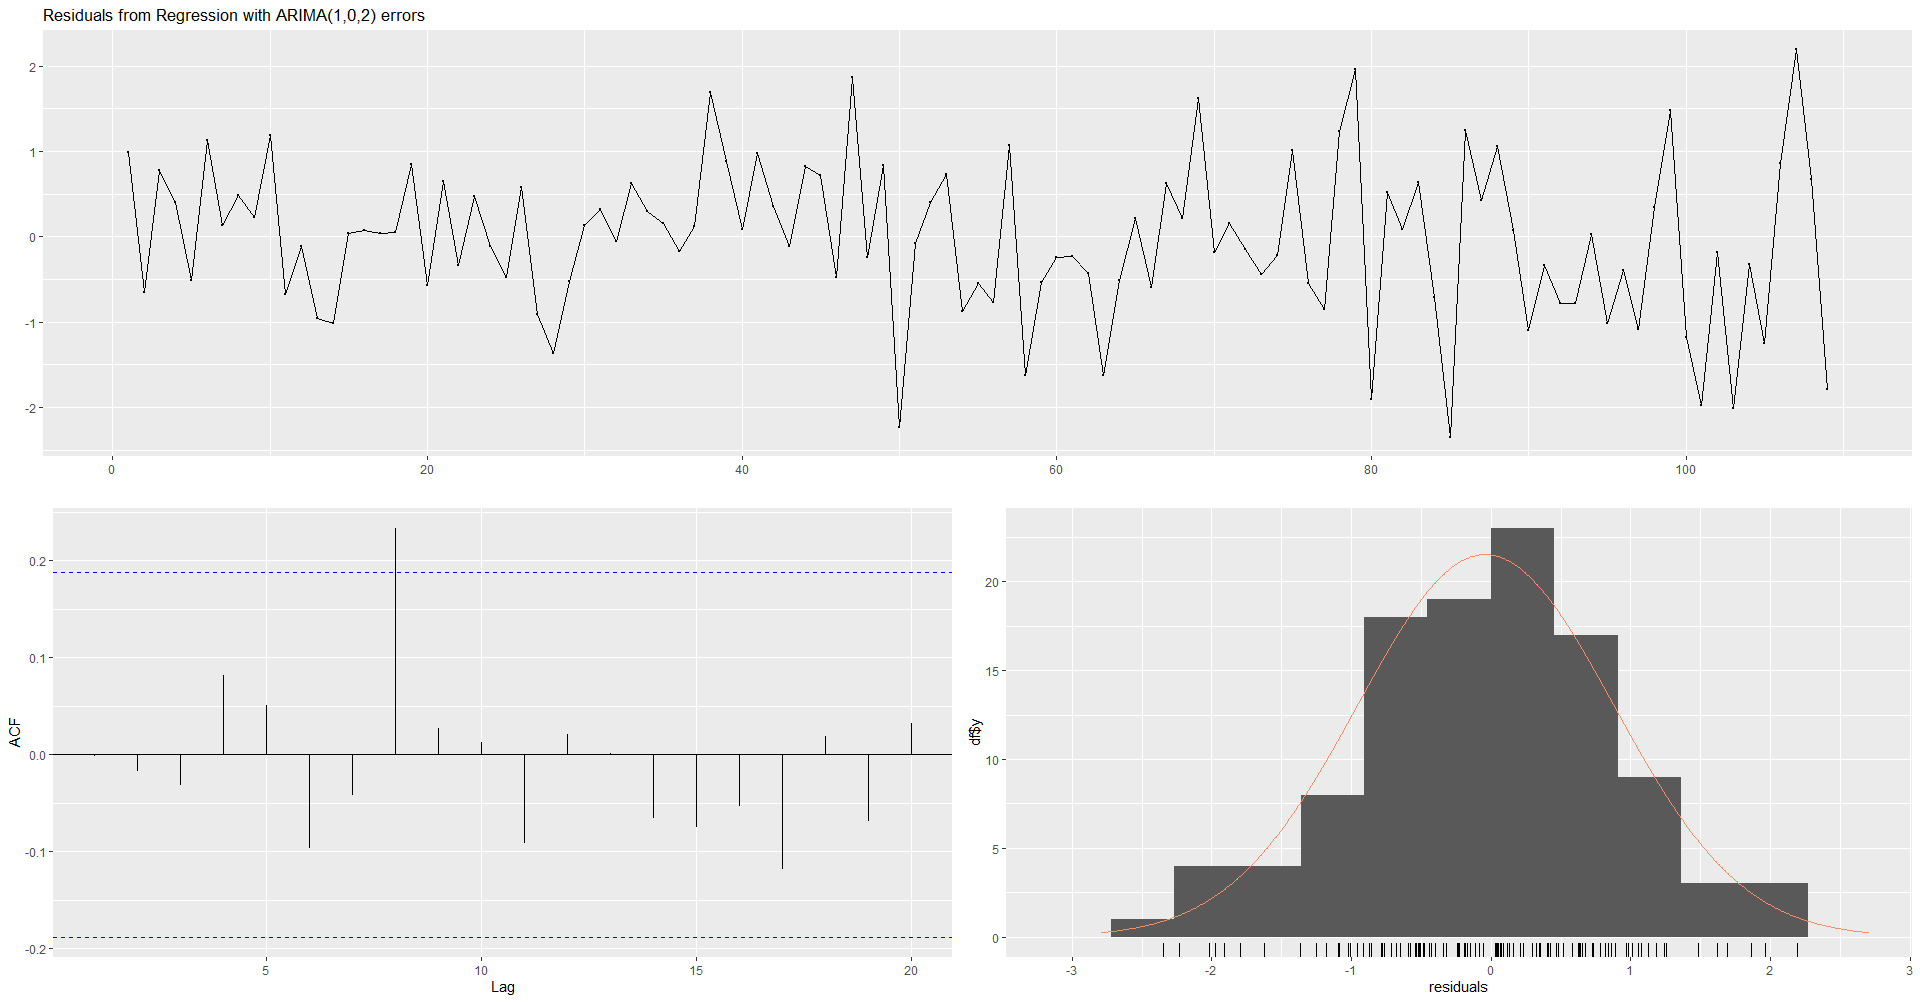 Residuals from Regression with ARIMA(1,0,2) errors
2
1
0
-1
-2
0 20 40 60 80 100
ACF
0.2
0.1
0.0
-0.1
-0.2
5 10 15 20
Lag
df$y
20
15
10
5
0
-3 -2 -1 0 1 2 3
residuals